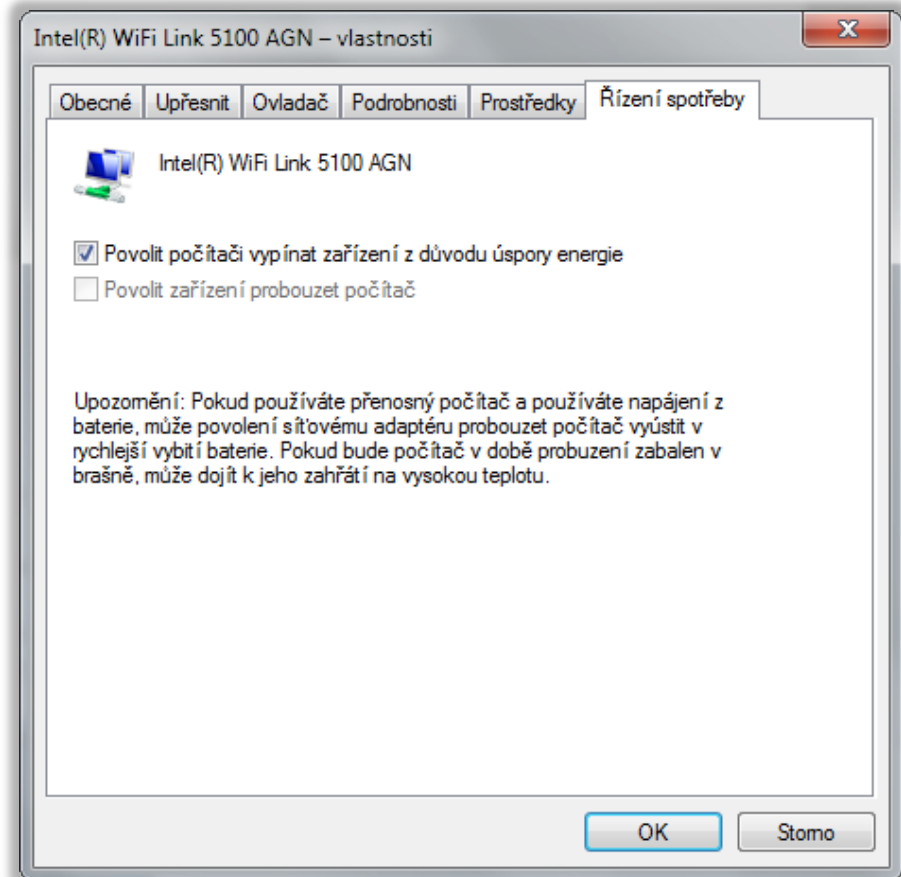 Intel(R) WiFi Link 5100 AGN – vlastnosti
Obecné Upřesnit Ovladač Podrobnosti Prostředky Řízení spotřeby
Intel(R) WiFi Link 5100 AGN
Povolit počítači vypínat zařízení z důvodu úspory energie
Povolit zařízení probouzet počítač
Upozornění: Pokud používáte přenosný počítač a používáte napájení z
baterie, může povolení síťovému adaptéru probouzet počítač vyústit v
rychlejší vybití baterie. Pokud bude počítač v době probuzení zabalen v
brašně, může dojít k jeho zahřátí na vysokou teplotu.
OK Storno